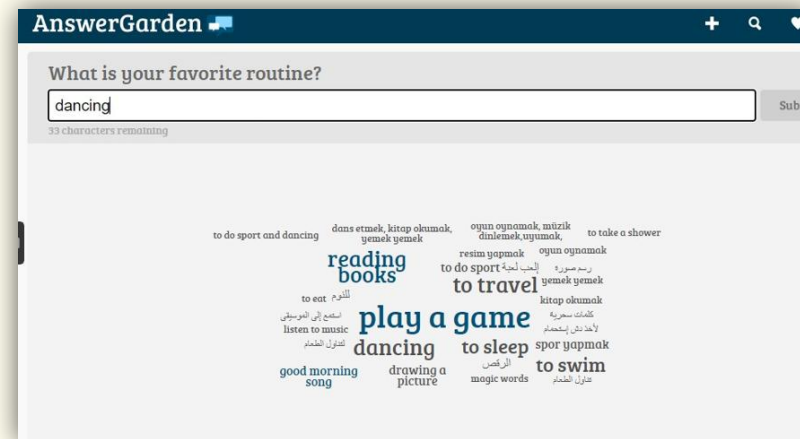 AnswerGarden
What is your favorite routine?
dancing
Sub
33 characters remaining
to do sport and dancing
dans etmek, kitap okumak,
yemek yemek
oyun oynamak, müzik
dinlemek,uyumak,
to take a shower
reading
books
resim yapmak
oyun oynamak
to do sport
إلعب لعبة
رسم صورة
to travel
yemek yemek
to eat
للنوم
kitap okumak
استمع إلى الموسيقى
play a game
كلمات سحرية
listen to music
لأخذ دش إستحمام
لتناول الطعام
dancing
to sleep
spor yapmak
الرقص
to swim
good morning
song
drawing a
picture
magic words
تناول الطعام